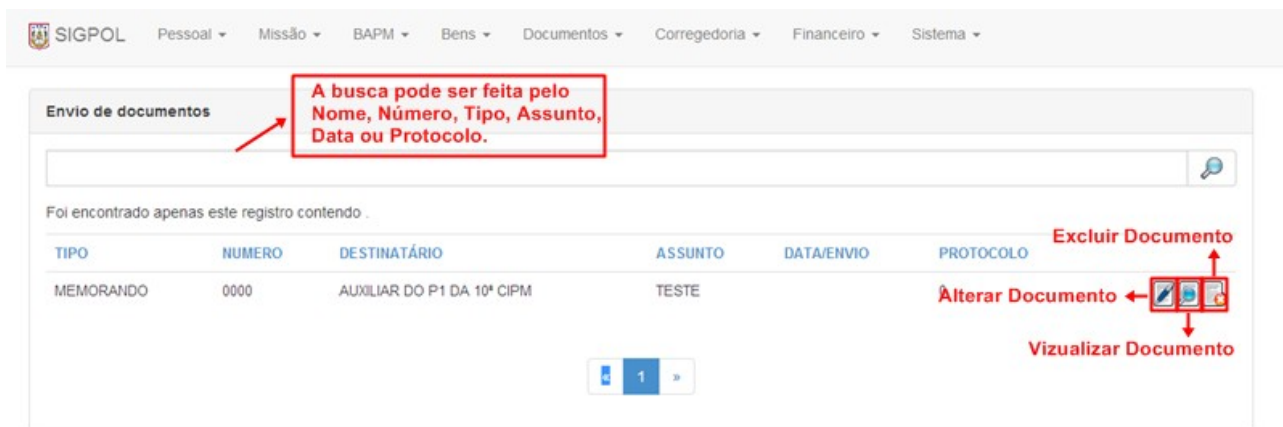 SIGPOL Pessoal Missão BAPM Bens Documentos Corregedoria Financeiro Sistema
A busca pode ser feita pelo
Nome, Número, Tipo, Assunto,
Data ou Protocolo.
Envio de documentos
Foi encontrado apenas este registro contendo .
Excluir Documento
TIPO NUMERO DESTINATÁRIO ASSUNTO DATA/ENVIO PROTOCOLO
MEMORANDO 0000 AUXILIAR DO P1 DA 10ª CIPM TESTE
Alterar Documento
Vizualizar Documento
« 1 »